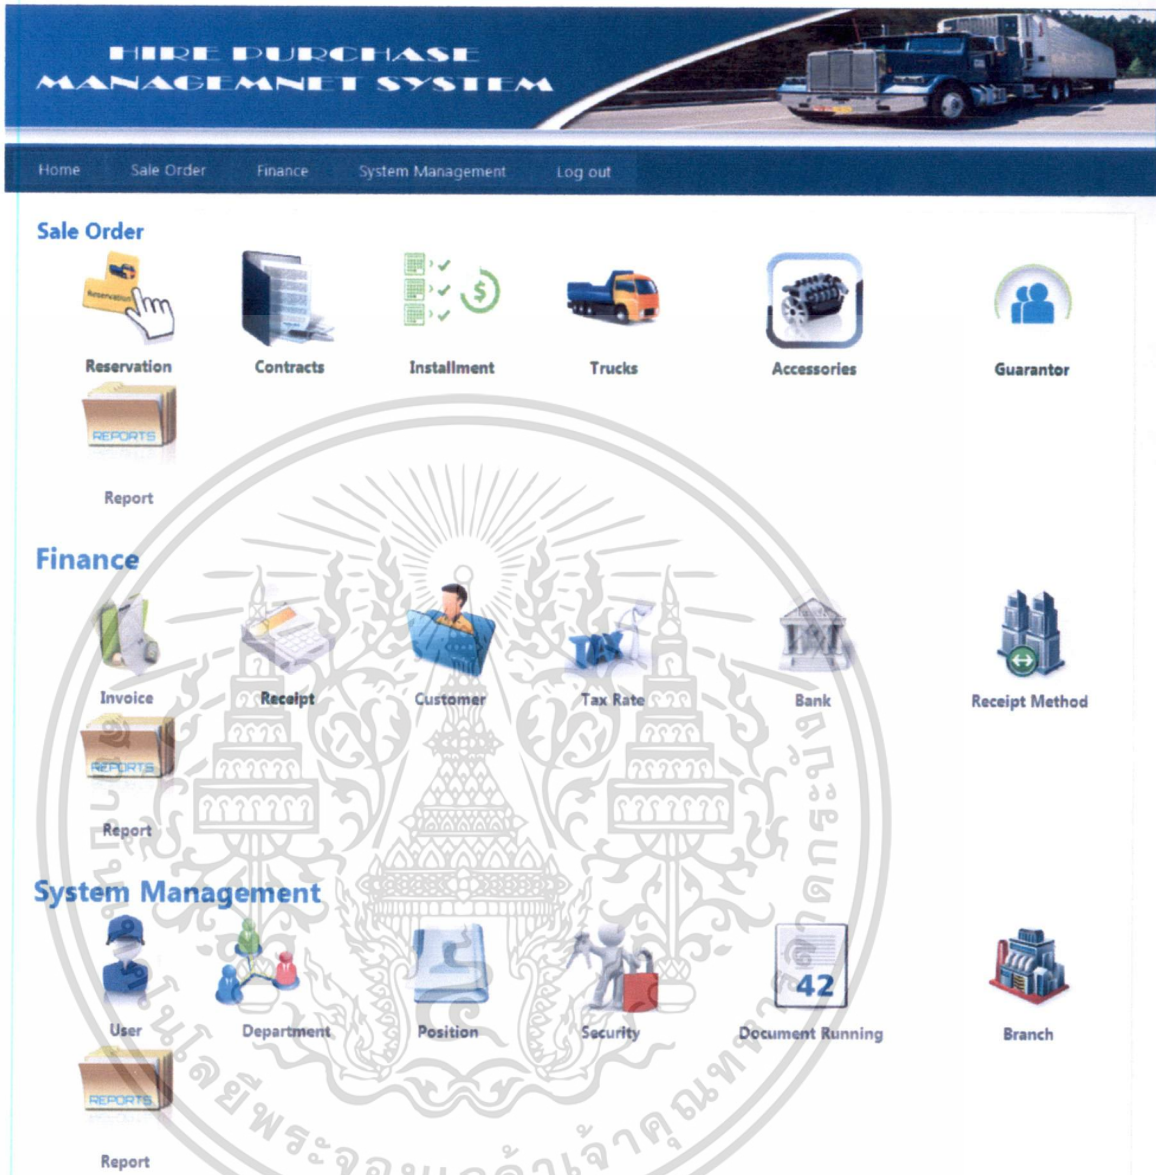 HIRE PURCHASE
MANAGEMNET SYSTEM
Home Sale Order Finance System Management Log out
Sale Order
Reservation
Reservation Contracts Installment Trucks Accessories Guarantor
REPORTS
Report
Finance
TAX
Invoice Receipt Customer Tax Rate Bank Receipt Method
REPORTS
Report
System Management
42
User Department Position Security Document Running Branch
REPORTS
Report